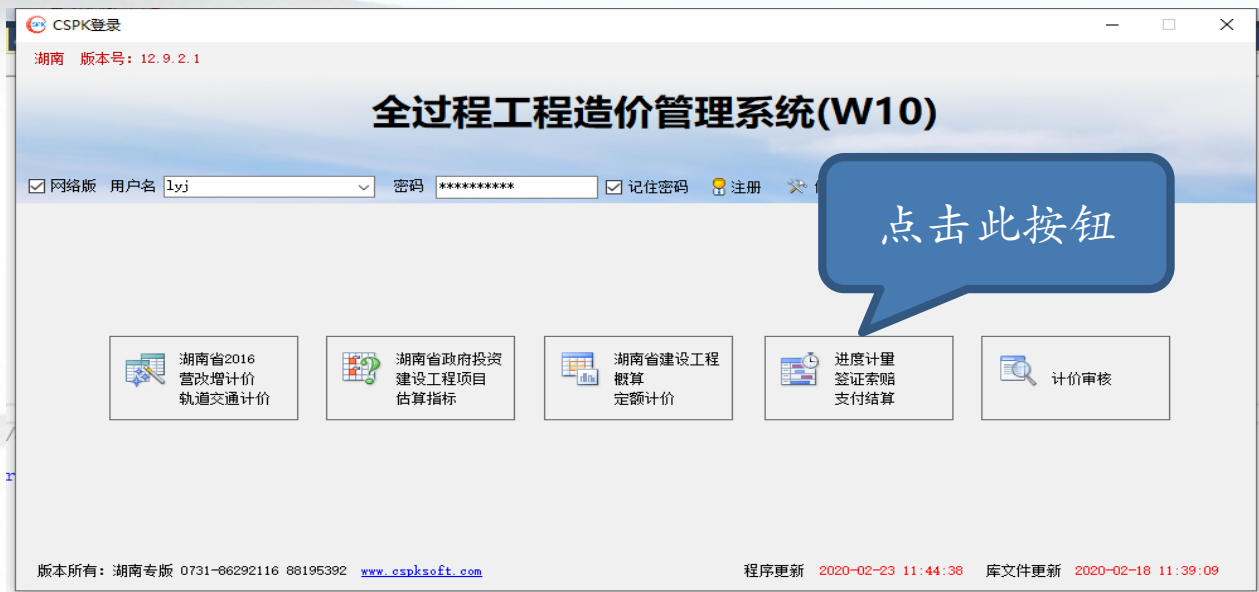 CSPK登录
湖南 版本号: 12.9.2.1
全过程工程造价管理系统(W10)
网络版 用户名 lyj 密码 ********** 记住密码 注册
点击此按钮
湖南省2016
营改增计价
轨道交通计价
湖南省政府投资
建设工程项目
估算指标
湖南省建设工程
概算
定额计价
进度计量
签证索赔
支付结算
计价审核
版本所有: 湖南专版 0731-86292116 88195392 www.cspksoft.com
程序更新 2020-02-23 11:44:38 库文件更新 2020-02-18 11:39:09